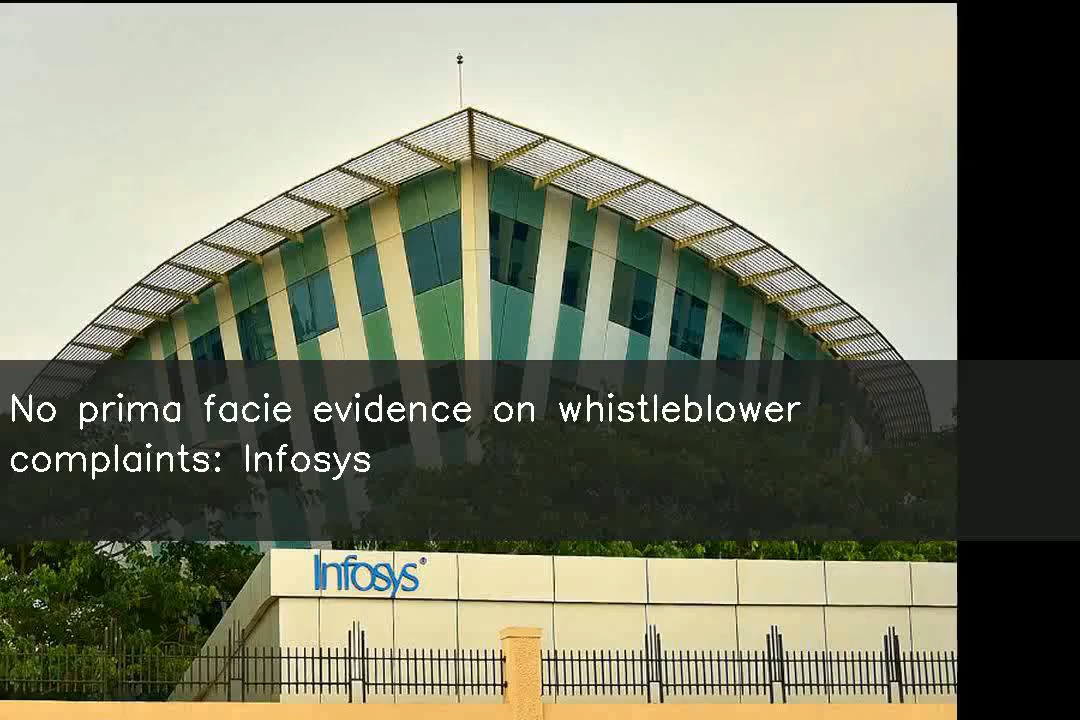 No prima facie evidence on whistleblower
complaints: Infosys
Infosys®